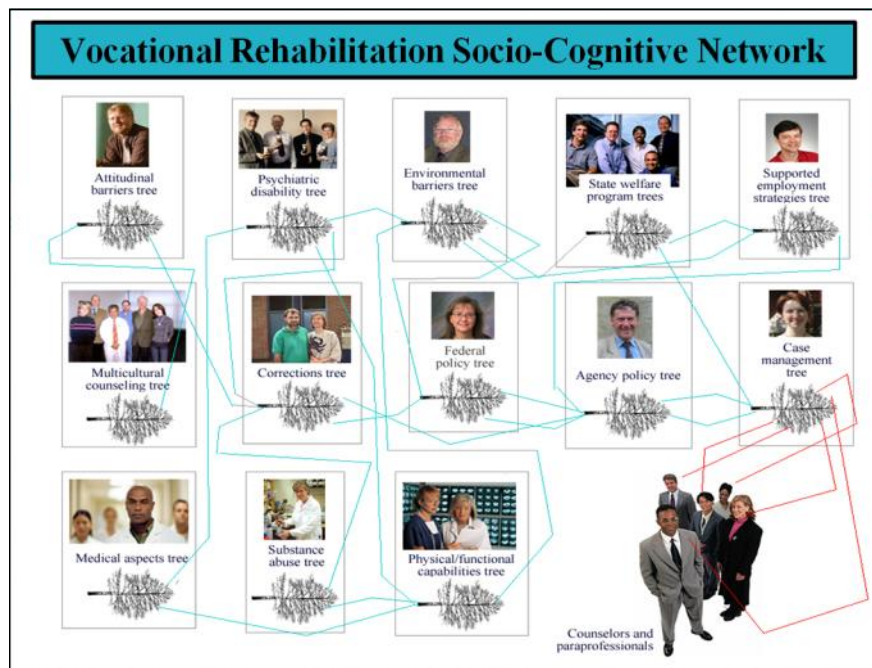 Vocational Rehabilitation Socio-Cognitive Network
Attitudinal
barriers tree
Psychiatric
disability tree
Environmental
barriers tree
State welfare
program trees
Supported
employment
strategies tree
Multicultural
counseling tree
Corrections tree
Federal
policy tree
Agency policy tree
Case
management
tree
Medical aspects tree
Substance
abuse tree
Physical/functional
capabilities tree
Counselors and
paraprofessionals